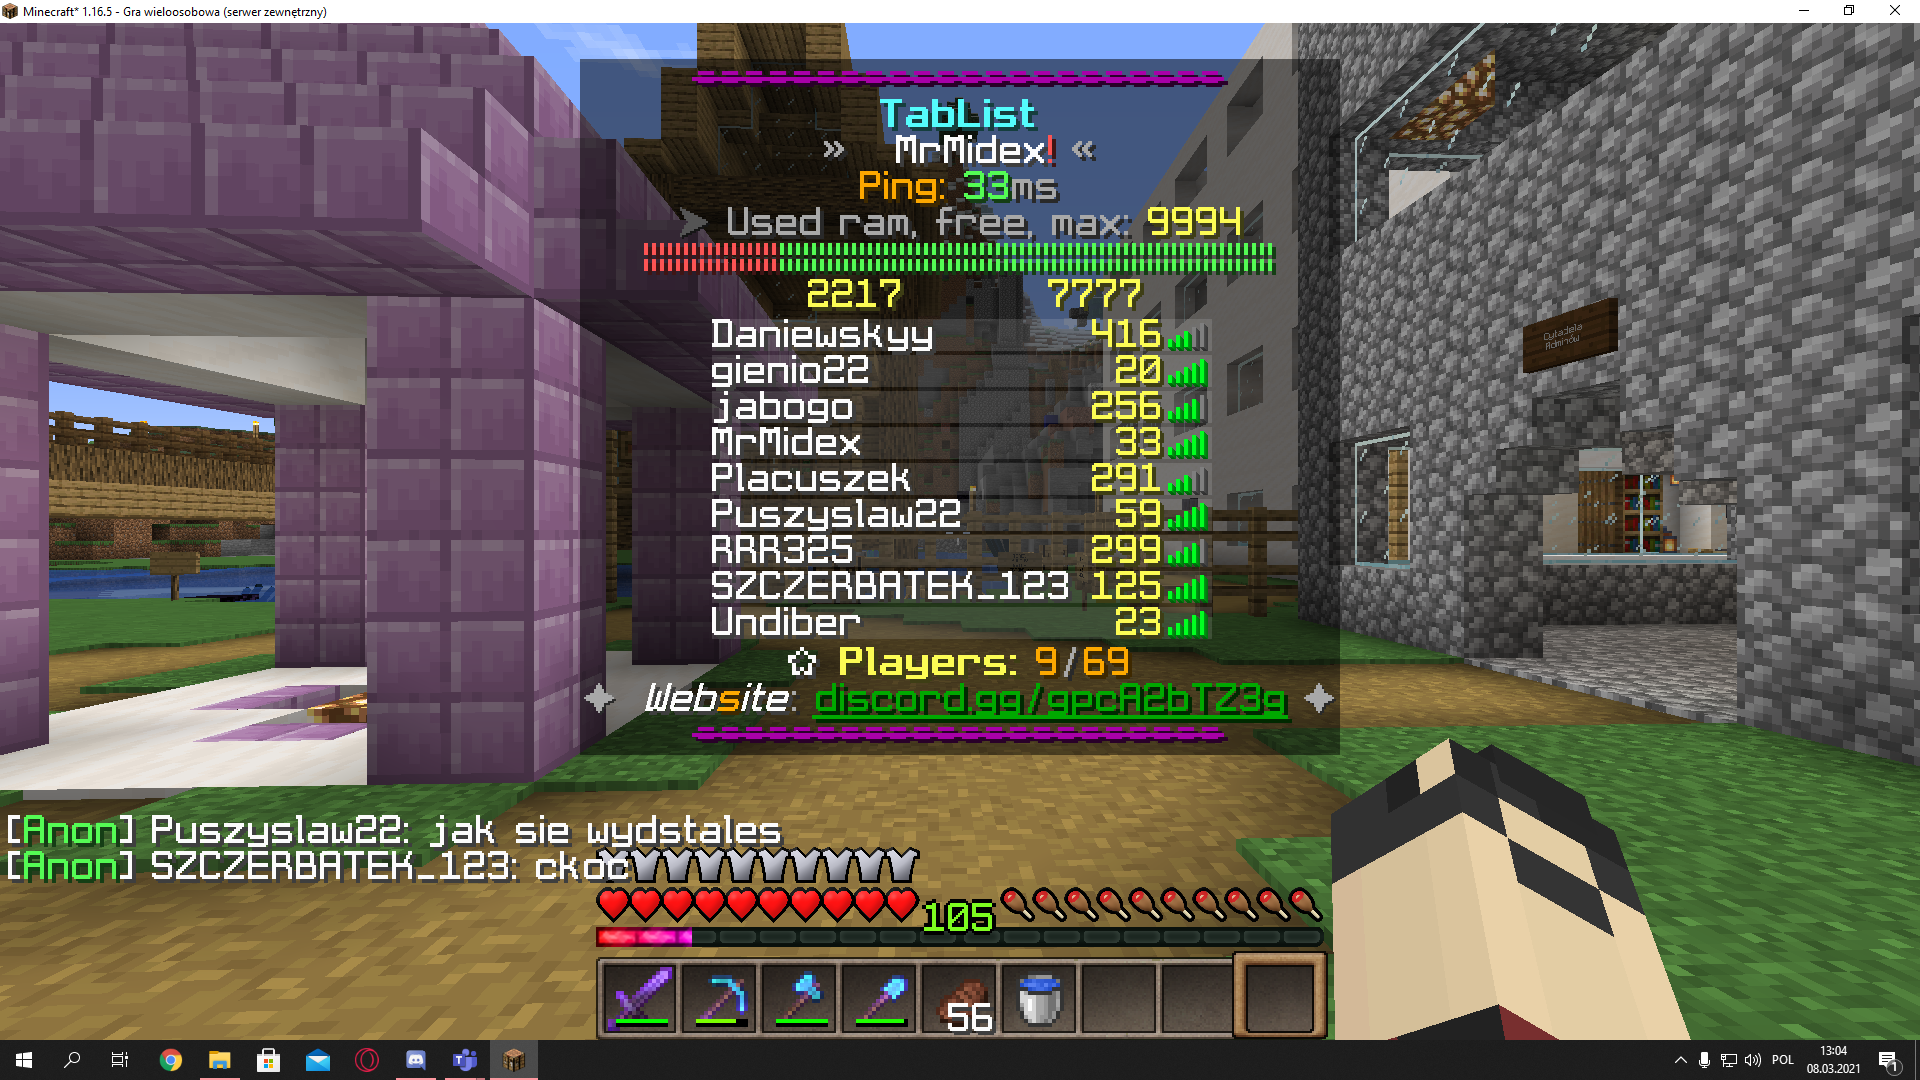 Minecraft* 1.16.5 - Gra wieloosobowa (serwer zewnętrzny)
TabList
» MrMidex! «
Ping: 33ms
➤ Used ram, free, max: 9994
2217 7777
Daniewskyy 416
gienio22 20
jabogo 256
MrMidex 33
Placuszek 291
Puszyslaw22 59
RRR325 299
SZCZERBATEK_123 125
Undiber 23
Players: 9/69
Website: discord.gg/gpcA2bTZ3g
Cytadela
Adminów
[Anon] Puszyslaw22: jak sie wydstales
[Anon] SZCZERBATEK_123: ckoc
105
56
POL
13:04
08.03.2021
1